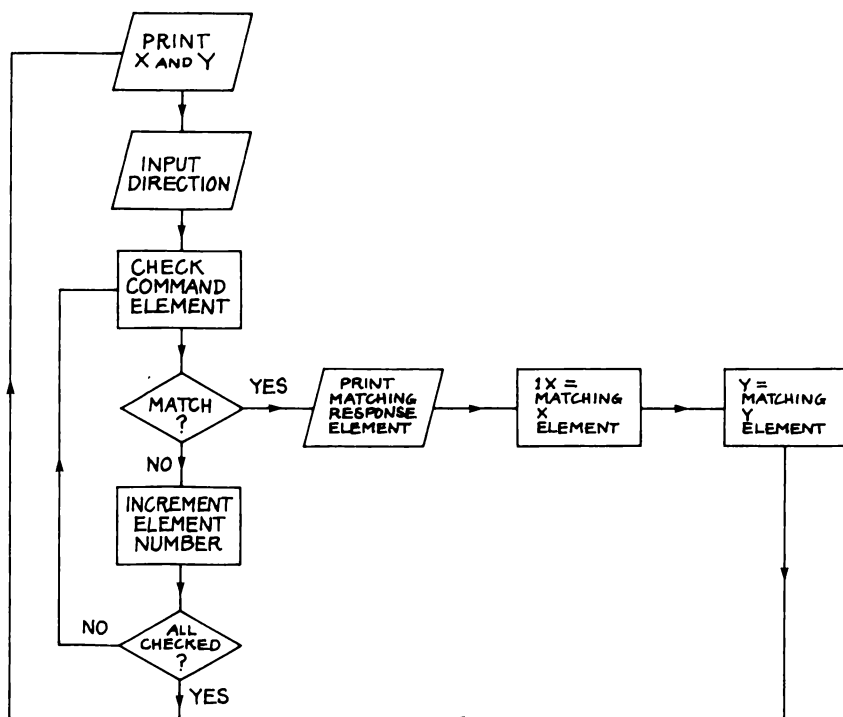 PRINT
X AND Y
INPUT
DIRECTION
CHECK
COMMAND
ELEMENT
MATCH
?
YES
PRINT
MATCHING
RESPONSE
ELEMENT
1X =
MATCHING
X
ELEMENT
Y =
MATCHING
Y
ELEMENT
NO
INCREMENT
ELEMENT
NUMBER
NO
ALL
CHECKED
?
YES